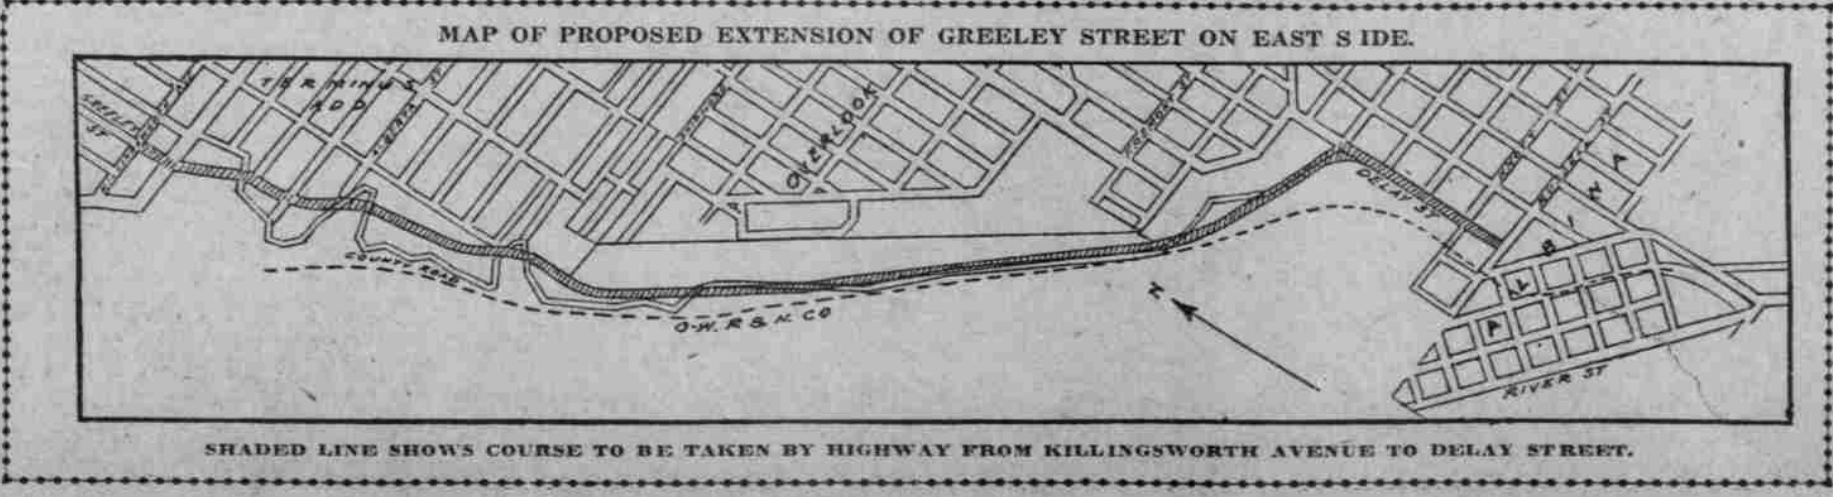 MAP OF PROPOSED EXTENSION OF GREELEY STREET ON EAST S IDE.
GREELEY
ST
TERMINUS
ADD
OVERLOOK
DELAY ST
ALBINA
COUNTY ROAD
O-W. R & N. CO
N
RIVER ST
SHADED LINE SHOWS COURSE TO BE TAKEN BY HIGHWAY FROM KILLINGSWORTH AVENUE TO DELAY STREET.